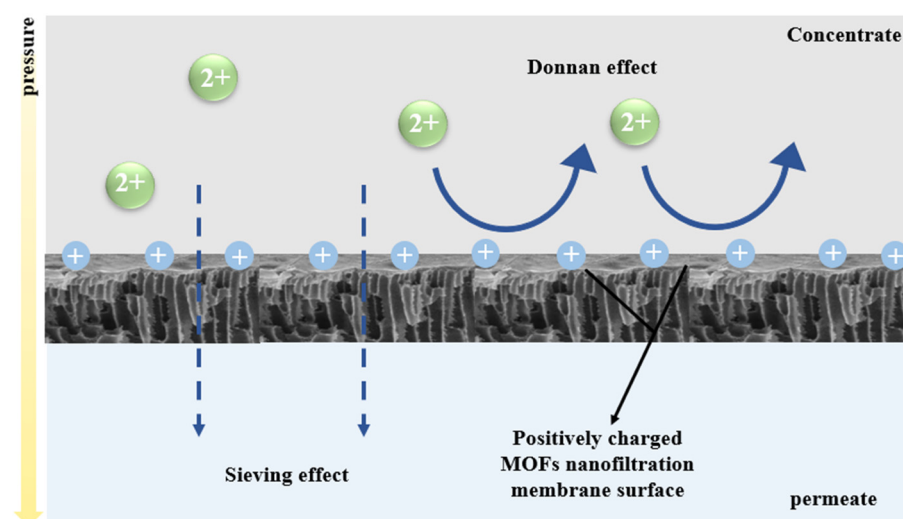 pressure
Concentrate
Donnan effect
2+
2+
2+
2+
+ + + + + + + + + + +
Sieving effect
Positively charged
MOFs nanofiltration
membrane surface
permeate